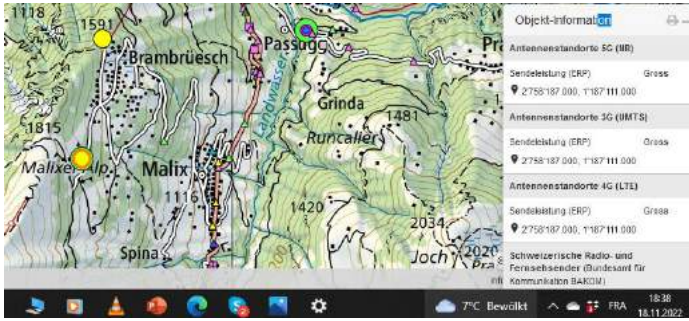 1118
1591
Passugg
Brambrüesch
Landwasser
Grinda
1481
Runcalier
1815
Malixer Alp
Malix
1116
1420
2034
Spina
Joch
2020
Objekt-Information
Antennenstandorte 5G (NR)
Sendeleistung (ERP) Gross
2'758'187.000, 1'187'111.000
Antennenstandorte 3G (UMTS)
Sendeleistung (ERP) Gross
2'758'187.000, 1'187'111.000
Antennenstandorte 4G (LTE)
Sendeleistung (ERP) Gross
2'758'187.000, 1'187'111.000
Schweizerische Radio- und
Fernsehsender (Bundesamt für
Kommunikation BAKOM)
7°C Bewölkt
FRA
18:38
18.11.2022